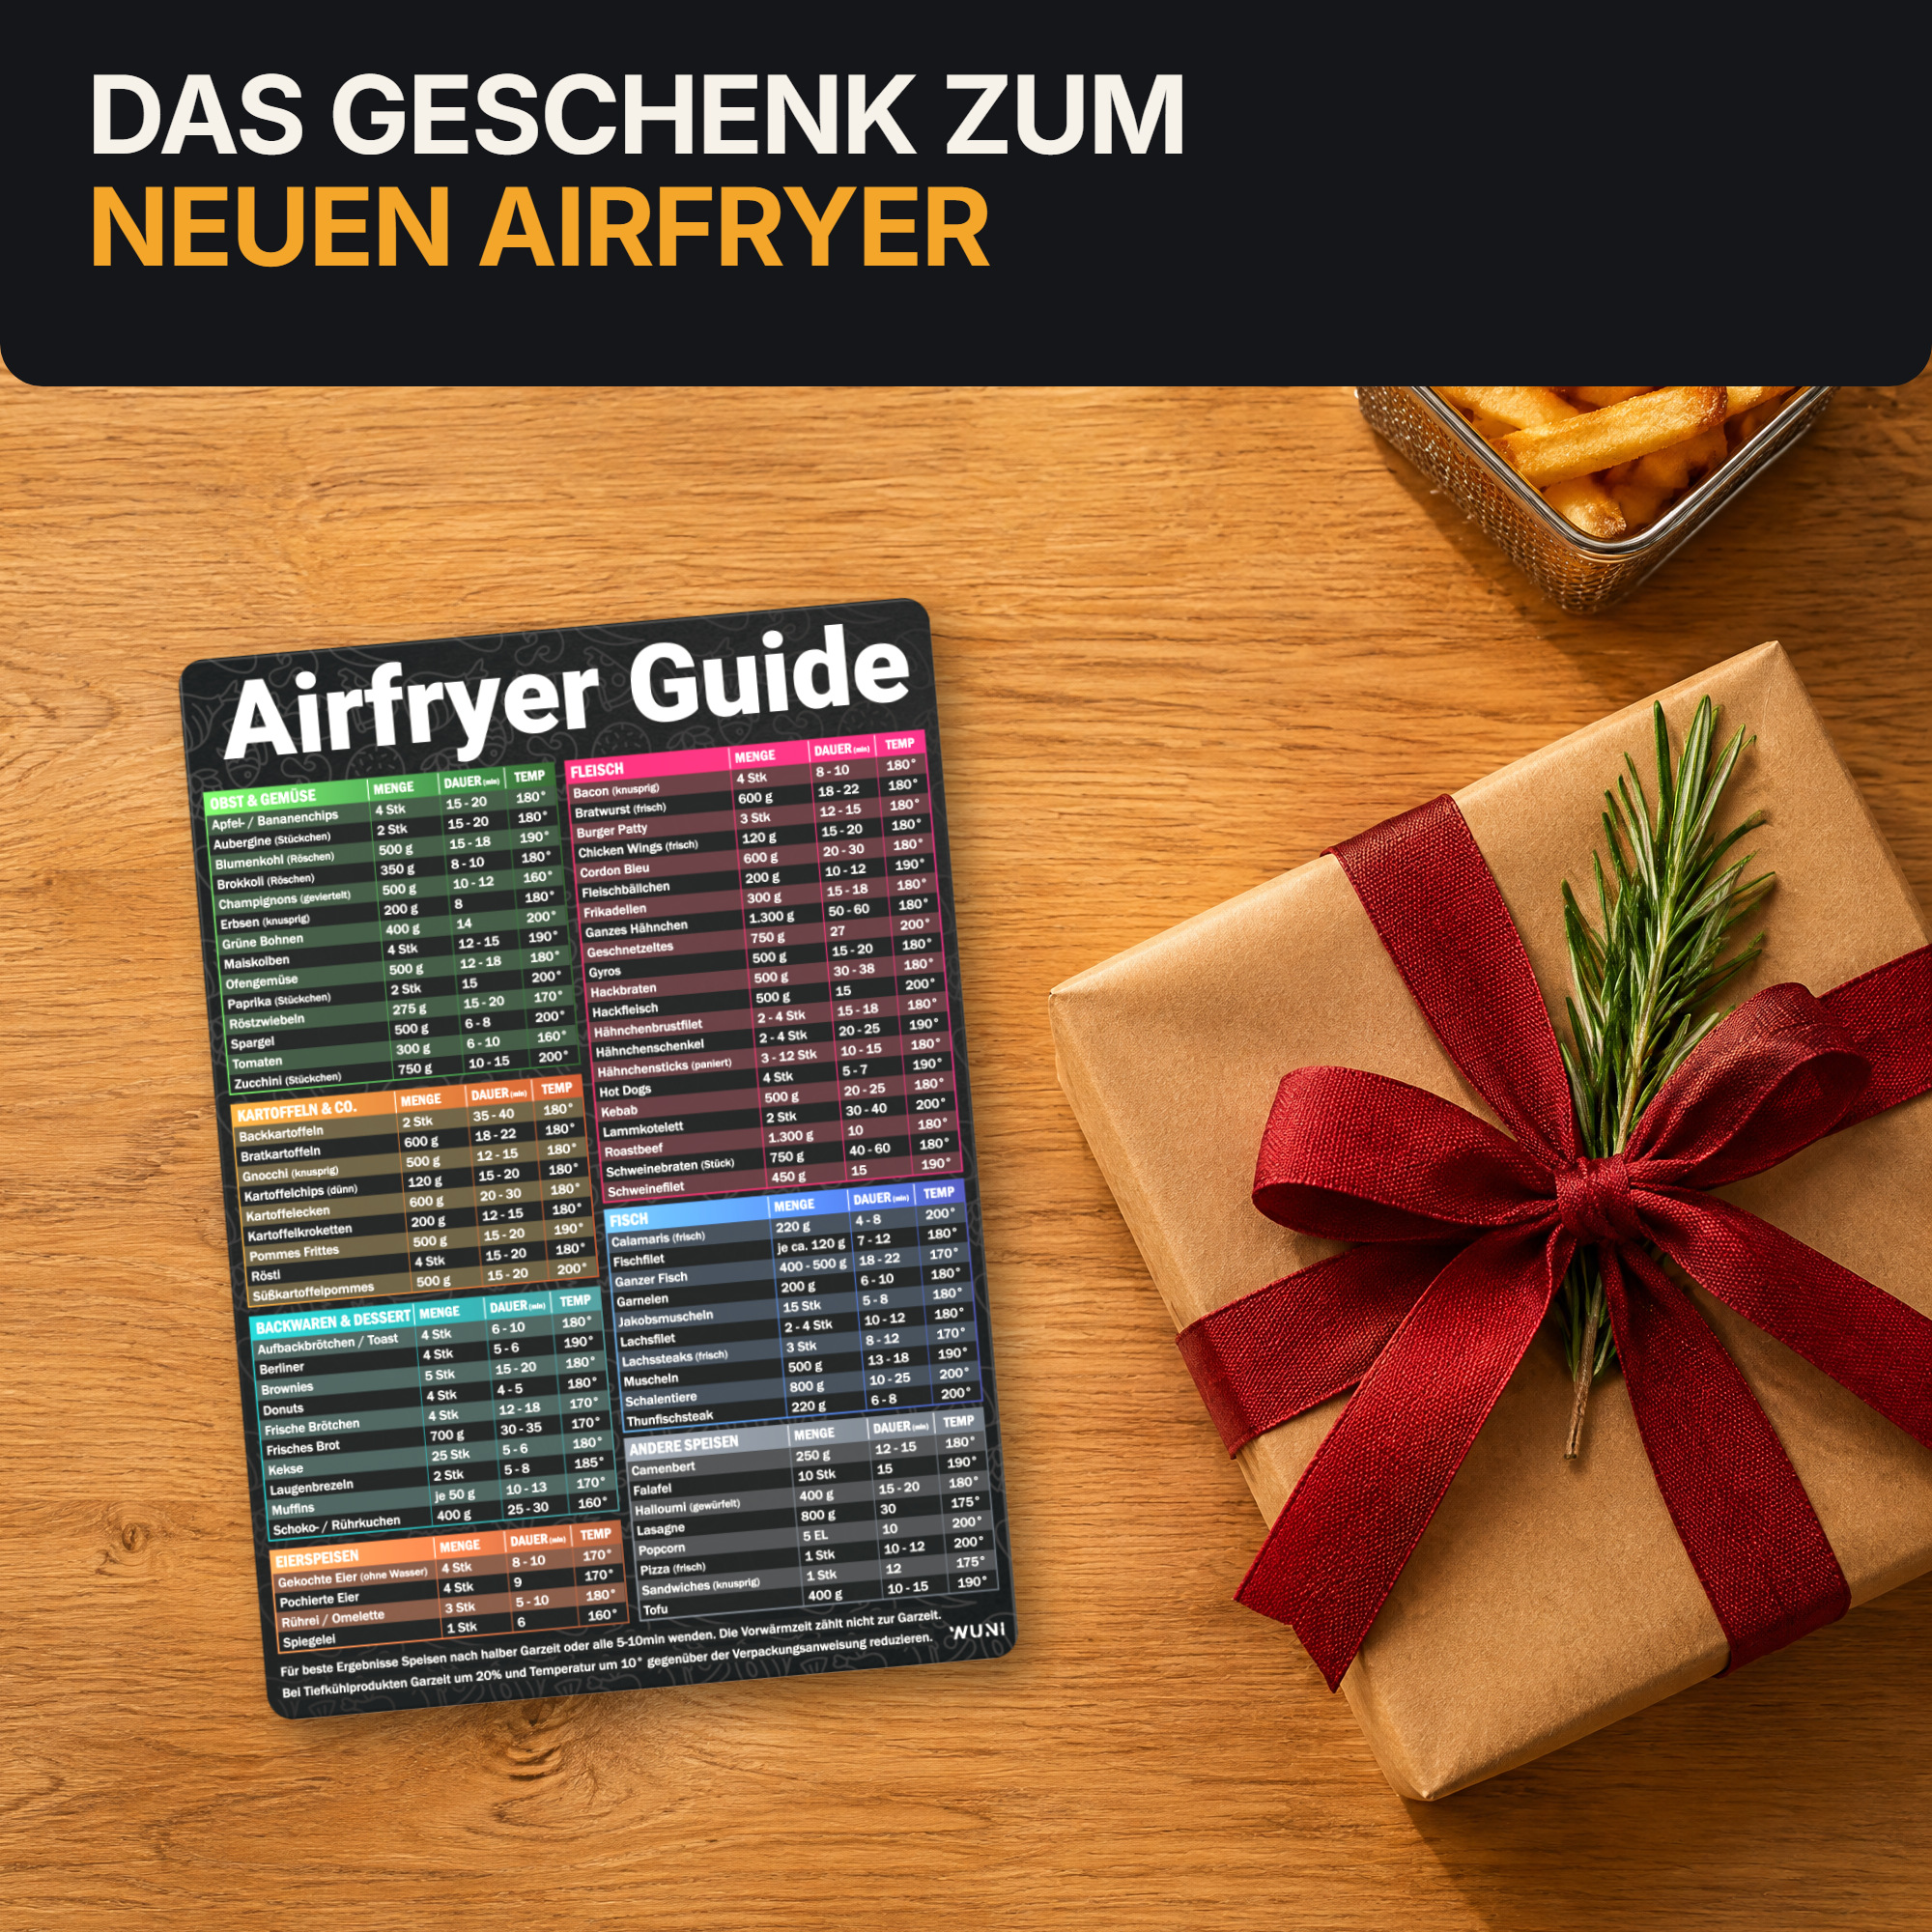 DAS GESCHENK ZUM
NEUEN AIRFRYER
Airfryer Guide
OBST & GEMÜSE MENGE DAUER (min) TEMP
Apfel- / Bananenchips 4 Stk 15 - 20 180°
Aubergine (Stückchen) 2 Stk 15 - 20 180°
Blumenkohl (Röschen) 500 g 15 - 18 190°
Brokkoli (Röschen) 350 g 8 - 10 180°
Champignons (geviertelt) 500 g 10 - 12 160°
Erbsen (knusprig) 200 g 8 180°
Grüne Bohnen 400 g 14 200°
Maiskolben 4 Stk 12 - 15 190°
Ofengemüse 500 g 12 - 18 180°
Paprika (Stückchen) 2 Stk 15 200°
Röstzwiebeln 275 g 15 - 20 170°
Spargel 500 g 6 - 8 200°
Tomaten 300 g 6 - 10 160°
Zucchini (Stückchen) 750 g 10 - 15 200°
KARTOFFELN & CO. MENGE DAUER (min) TEMP
Backkartoffeln 2 Stk 35 - 40 180°
Bratkartoffeln 600 g 18 - 22 180°
Gnocchi (knusprig) 500 g 12 - 15 180°
Kartoffelchips (dünn) 120 g 15 - 20 180°
Kartoffelecken 600 g 20 - 30 180°
Kartoffelkroketten 200 g 12 - 15 180°
Pommes Frittes 500 g 15 - 20 190°
Rösti 4 Stk 15 - 20 180°
Süßkartoffelpommes 500 g 15 - 20 200°
BACKWAREN & DESSERT MENGE DAUER (min) TEMP
Aufbackbrötchen / Toast 4 Stk 6 - 10 180°
Berliner 4 Stk 5 - 6 190°
Brownies 5 Stk 15 - 20 180°
Donuts 4 Stk 4 - 5 180°
Frische Brötchen 4 Stk 12 - 18 170°
Frisches Brot 700 g 30 - 35 170°
Kekse 25 Stk 5 - 6 180°
Laugenbrezeln 2 Stk 5 - 8 185°
Muffins je 50 g 10 - 13 170°
Schoko- / Rührkuchen 400 g 25 - 30 160°
EIERSPEISEN MENGE DAUER (min) TEMP
Gekochte Eier (ohne Wasser) 4 Stk 8 - 10 170°
Pochierte Eier 4 Stk 9 170°
Rührei / Omelette 3 Stk 5 - 10 180°
Spiegelei 1 Stk 6 160°
FLEISCH MENGE DAUER (min) TEMP
Bacon (knusprig) 4 Stk 8 - 10 180°
Bratwurst (frisch) 600 g 18 - 22 180°
Burger Patty 3 Stk 12 - 15 180°
Chicken Wings (frisch) 120 g 15 - 20 180°
Cordon Bleu 600 g 20 - 30 180°
Fleischbällchen 200 g 10 - 12 190°
Frikadellen 300 g 15 - 18 180°
Ganzes Hähnchen 1.300 g 50 - 60 180°
Geschnetzeltes 750 g 27 200°
Gyros 500 g 15 - 20 180°
Hackbraten 500 g 30 - 38 180°
Hackfleisch 500 g 15 200°
Hähnchenbrustfilet 2 - 4 Stk 15 - 18 180°
Hähnchenschenkel 2 - 4 Stk 20 - 25 190°
Hähnchensticks (paniert) 3 - 12 Stk 10 - 15 180°
Hot Dogs 4 Stk 5 - 7 190°
Kebab 500 g 20 - 25 180°
Lammkotelett 2 Stk 30 - 40 200°
Roastbeef 1.300 g 10 180°
Schweinebraten (Stück) 750 g 40 - 60 180°
Schweinefilet 450 g 15 190°
FISCH MENGE DAUER (min) TEMP
Calamaris (frisch) 220 g 4 - 8 200°
Fischfilet je ca. 120 g 7 - 12 180°
Ganzer Fisch 400 - 500 g 18 - 22 170°
Garnelen 200 g 6 - 10 180°
Jakobsmuscheln 15 Stk 5 - 8 180°
Lachsfilet 2 - 4 Stk 10 - 12 180°
Lachssteaks (frisch) 3 Stk 8 - 12 170°
Muscheln 500 g 13 - 18 190°
Schalentiere 800 g 10 - 25 200°
Thunfischsteak 220 g 6 - 8 200°
ANDERE SPEISEN MENGE DAUER (min) TEMP
Camenbert 250 g 12 - 15 180°
Falafel 10 Stk 15 190°
Halloumi (gewürfelt) 400 g 15 - 20 180°
Lasagne 800 g 30 175°
Popcorn 5 EL 10 200°
Pizza (frisch) 1 Stk 10 - 12 200°
Sandwiches (knusprig) 1 Stk 12 175°
Tofu 400 g 10 - 15 190°
Für beste Ergebnisse Speisen nach halber Garzeit oder alle 5-10min wenden. Die Vorwärmzeit zählt nicht zur Garzeit.
Bei Tiefkühlprodukten Garzeit um 20% und Temperatur um 10° gegenüber der Verpackungsanweisung reduzieren.
WUNI